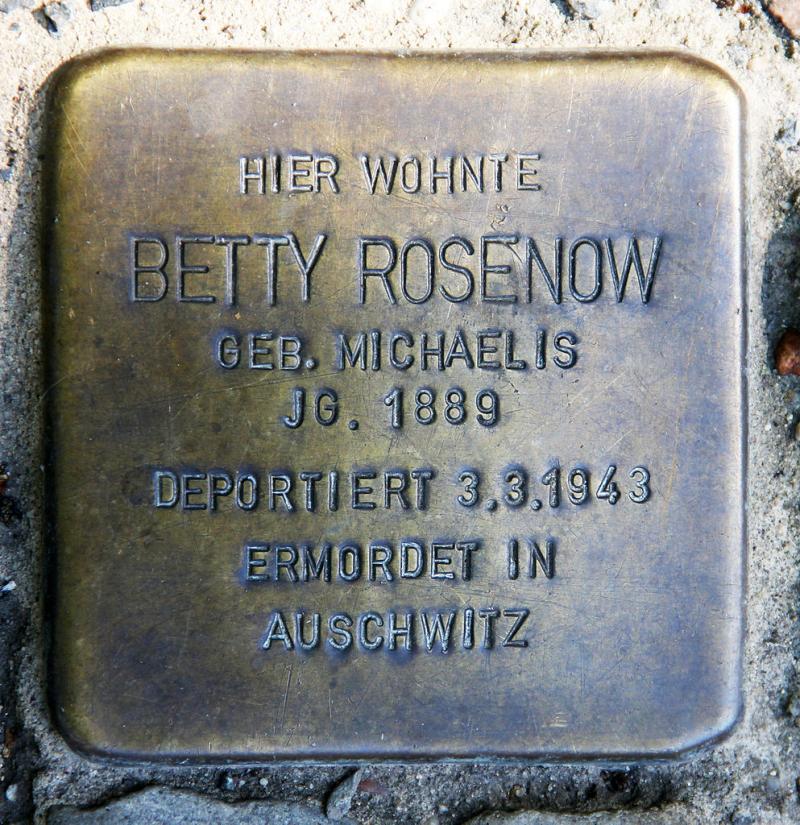 HIER WOHNTE
BETTY ROSENOW
GEB. MICHAELIS
JG. 1889
DEPORTIERT 3.3.1943
ERMORDET IN
AUSCHWITZ